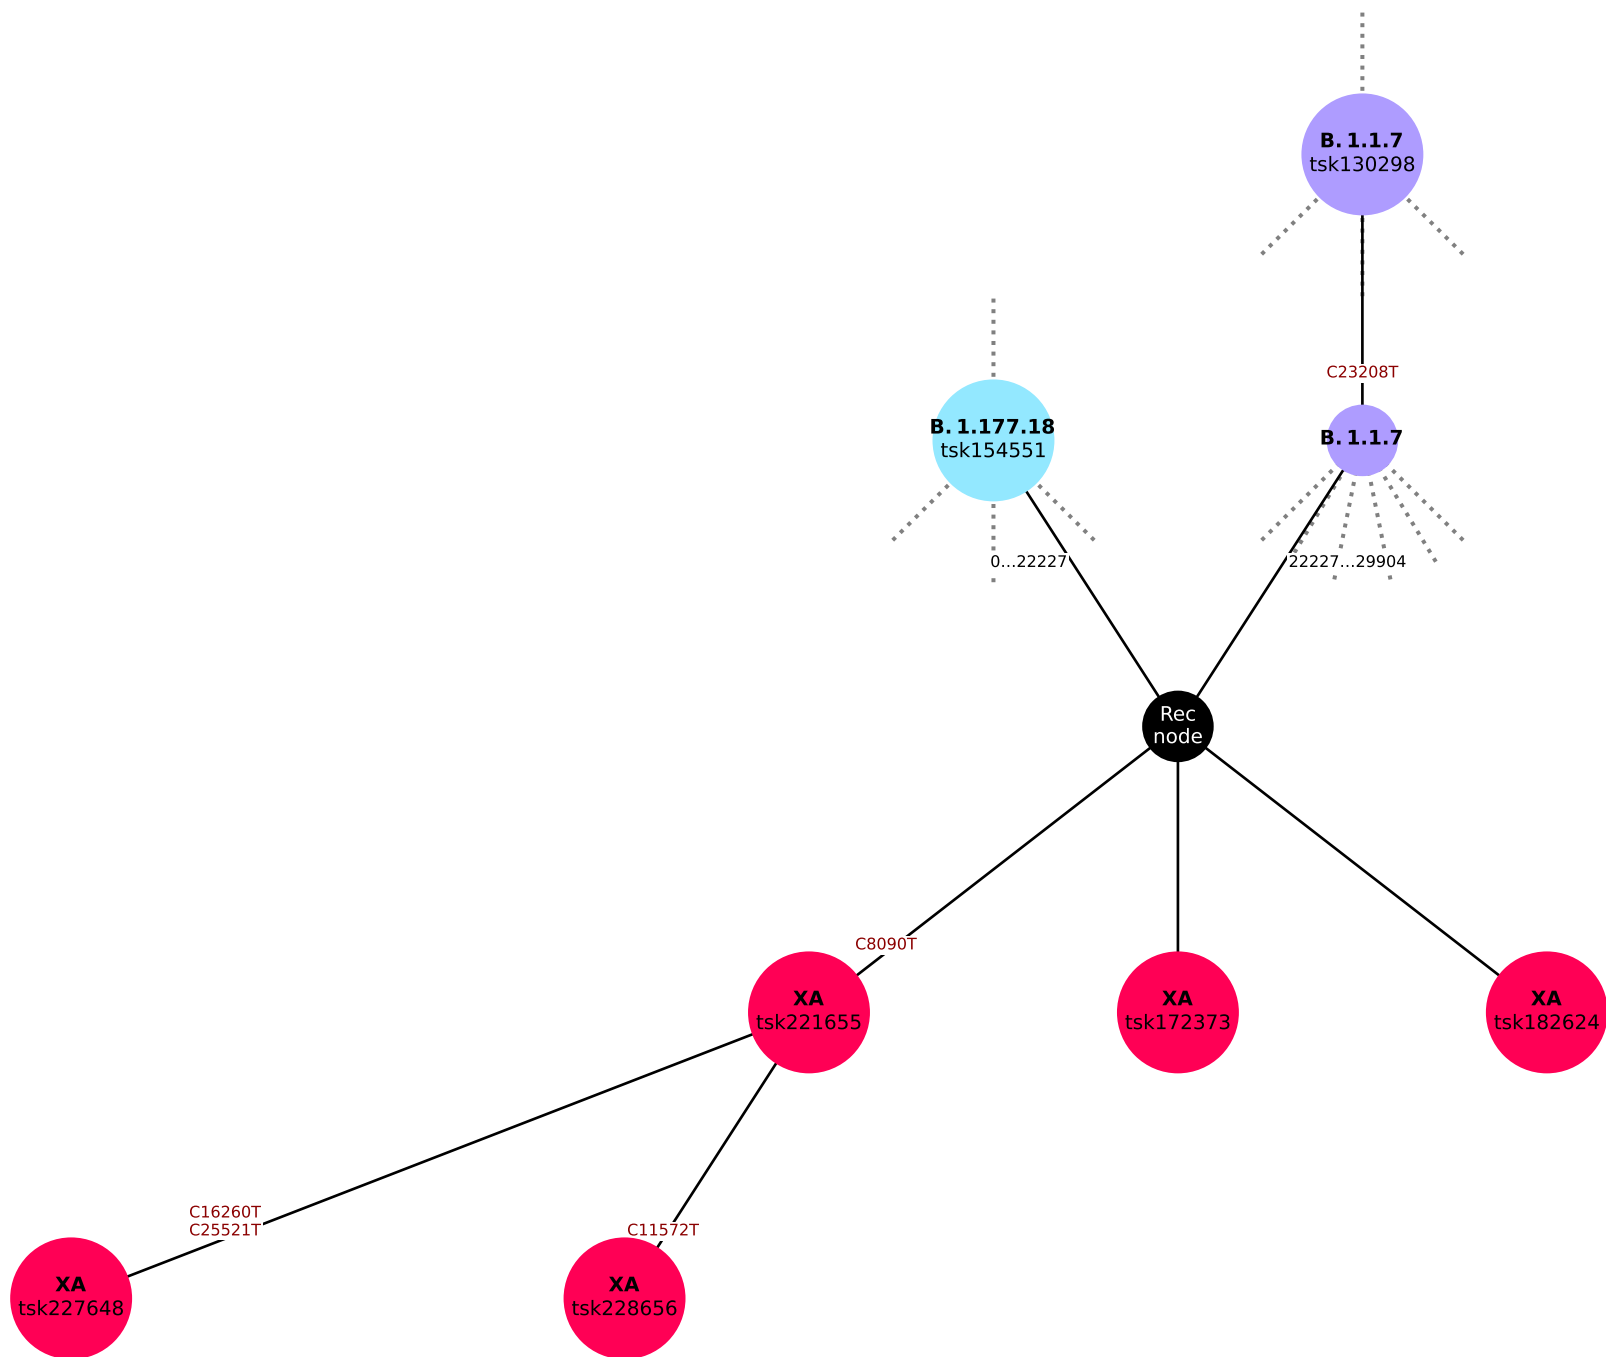 B. 1.1.7
tsk130298
C23208T
B. 1.177.18
tsk154551
B. 1.1.7
0...22227
22227...29904
Rec
node
C8090T
XA
tsk221655
XA
tsk172373
XA
tsk182624
C16260T
C25521T
C11572T
XA
tsk227648
XA
tsk228656